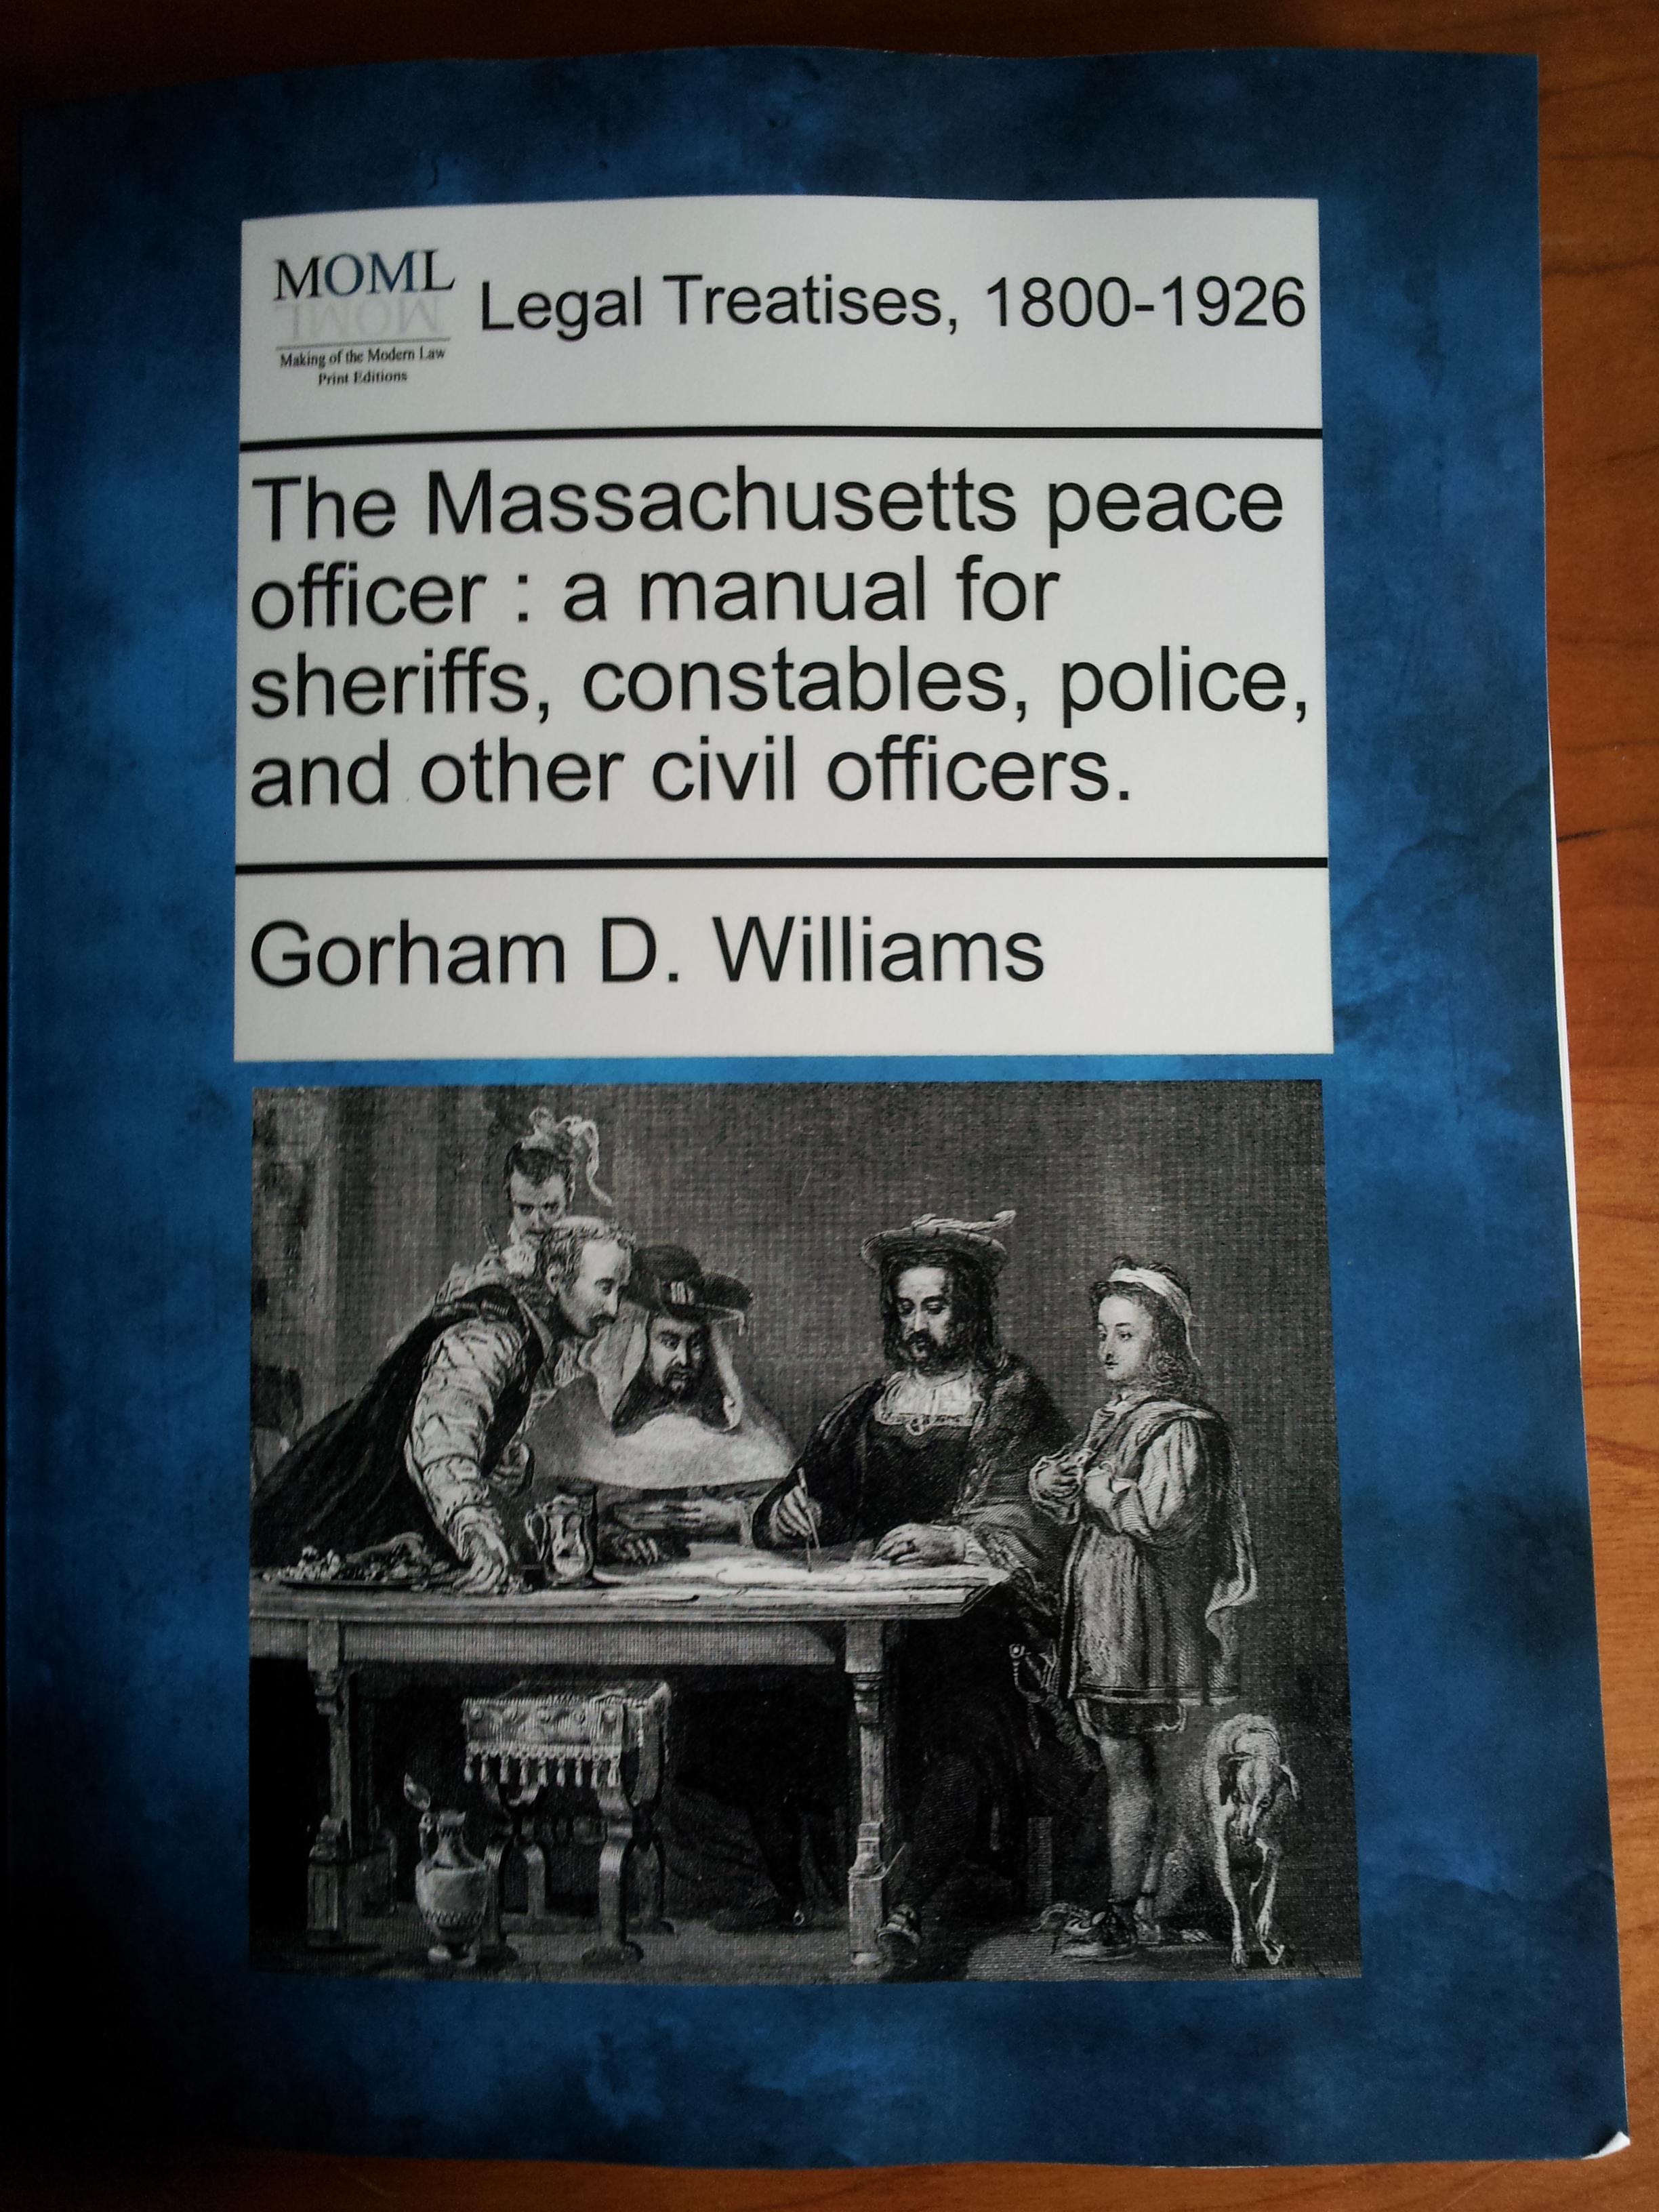 MOML
Making of the Modern Law
Print Editions
Legal Treatises, 1800-1926
The Massachusetts peace
officer : a manual for
sheriffs, constables, police,
and other civil officers.
Gorham D. Williams